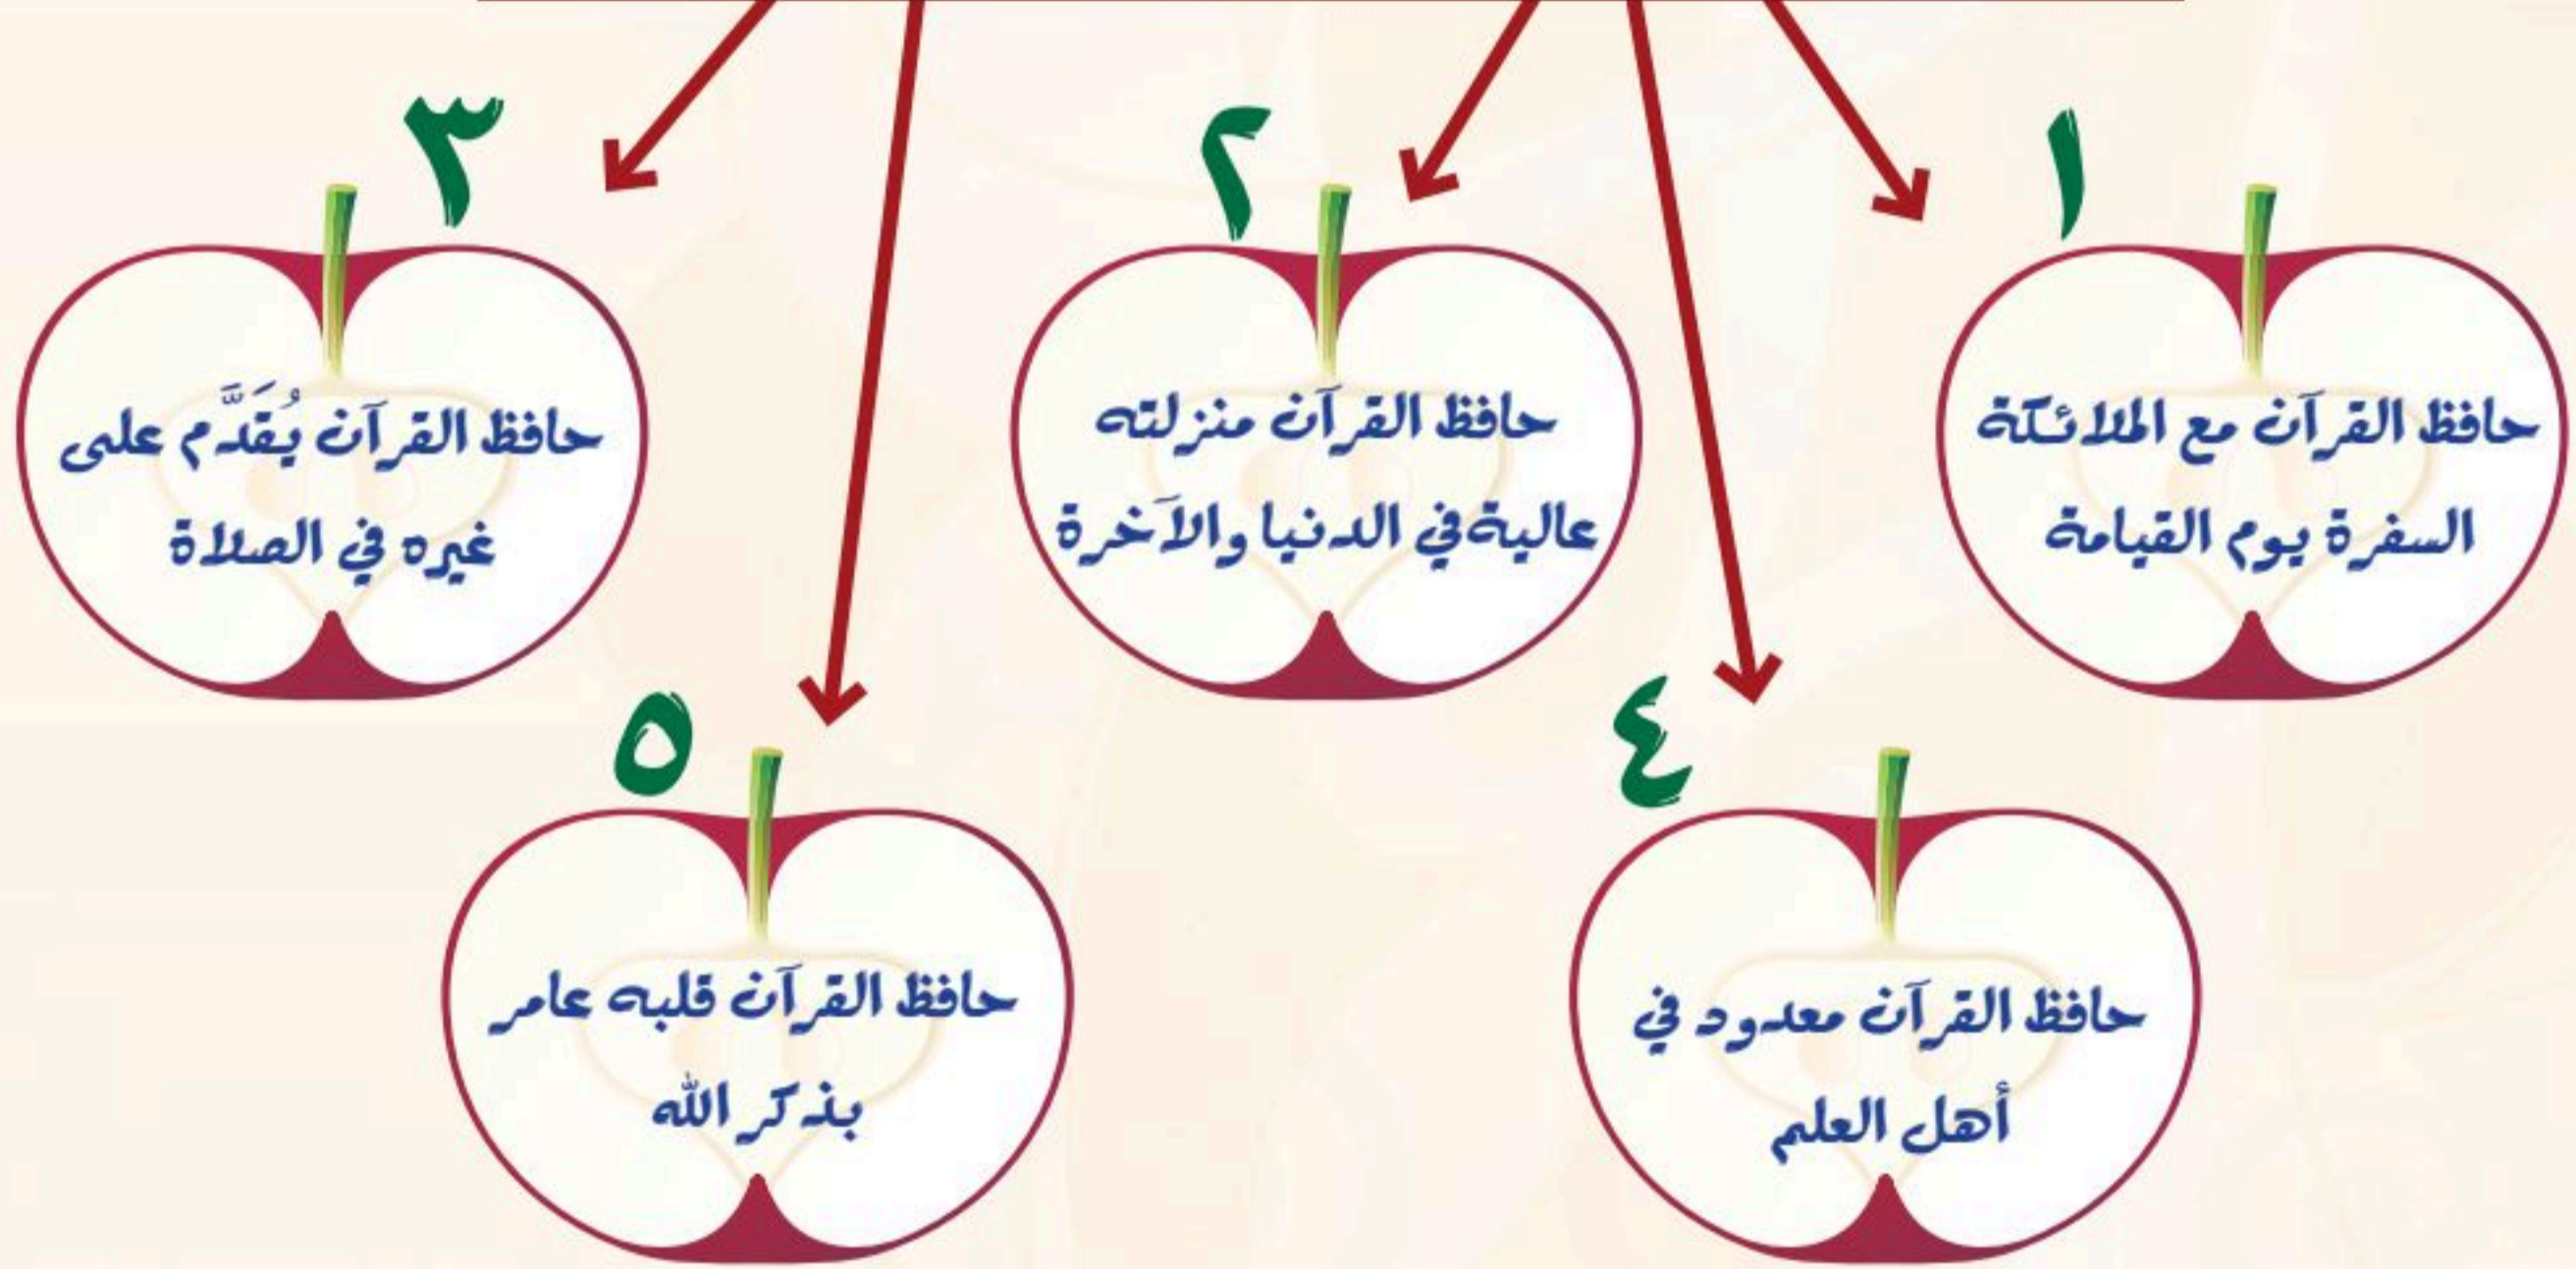 ١
حافظ القرآن مع الملائكة
السفرة يوم القيامة
٢
حافظ القرآن منزلته
عالية في الدنيا والآخرة
٣
حافظ القرآن يُقَدَّم على
غيره في الصلاة
٤
حافظ القرآن معدود في
أهل العلم
٥
حافظ القرآن قلبه عامر
بذكر الله